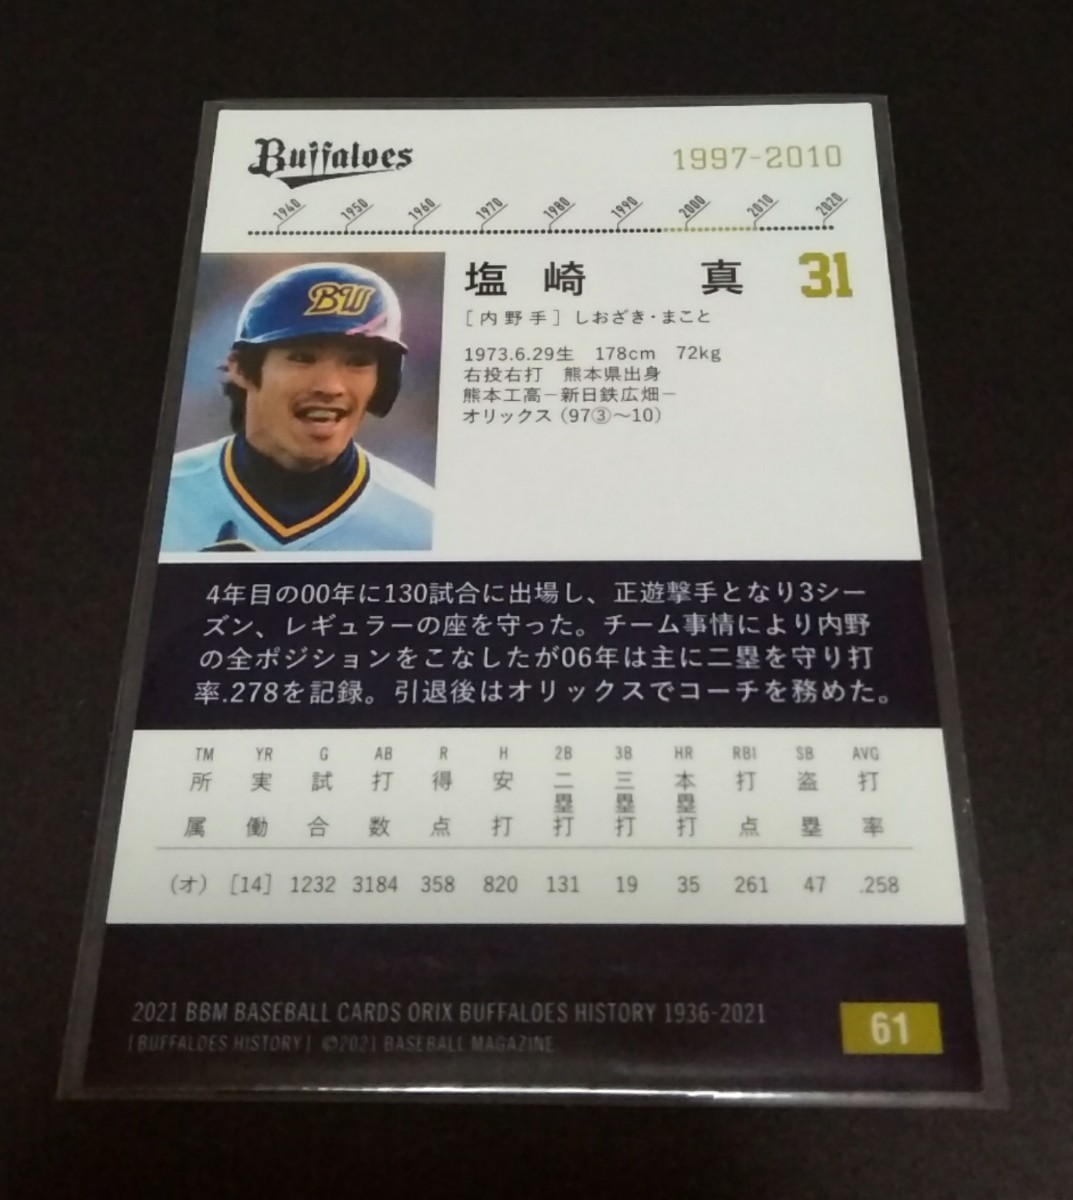 Buffaloes
1997-2010
1940 1950 1960 1970 1980 1990 2000 2010 2020
BW
塩崎 真 31
［内野手］しおざき・まこと
1973.6.29生 178cm 72kg
右投右打 熊本県出身
熊本工高－新日鉄広畑－
オリックス（97③～10）
4年目の00年に130試合に出場し、正遊撃手となり3シー
ズン、レギュラーの座を守った。チーム事情により内野
の全ポジションをこなしたが06年は主に二塁を守り打
率.278を記録。引退後はオリックスでコーチを務めた。
TM YR G AB R H 2B 3B HR RBI SB AVG
所属 実働 試合 打数 得点 安打 二塁打 三塁打 本塁打 打点 盗塁 打率
（オ） ［14］ 1232 3184 358 820 131 19 35 261 47 .258
2021 BBM BASEBALL CARDS ORIX BUFFALOES HISTORY 1936-2021
［BUFFALOES HISTORY］ ©2021 BASEBALL MAGAZINE
61